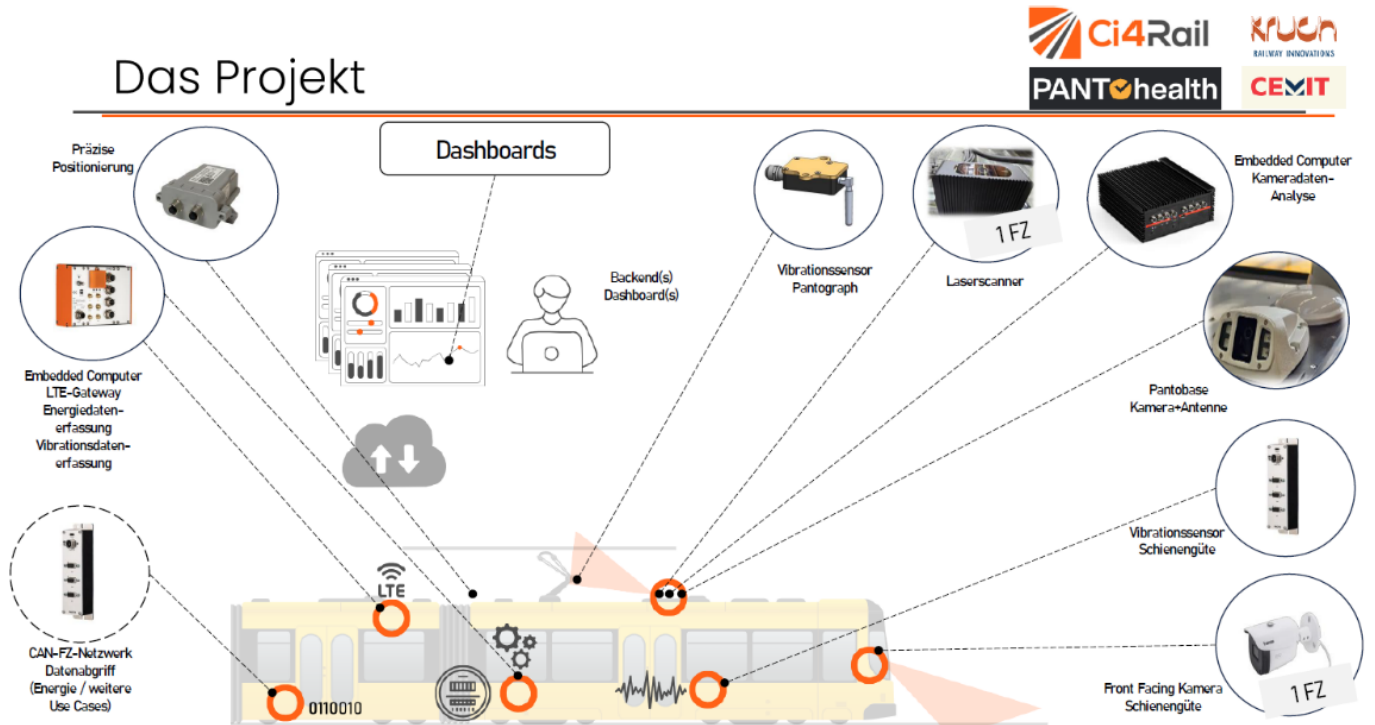 Das Projekt
Ci4Rail
Kruch
RAILWAY INNOVATIONS
PANTOhealth
CEMIT
Präzise
Positionierung
Dashboards
Backend(s)
Dashboard(s)
Vibrationssensor
Pantograph
1 FZ
Laserscanner
Embedded Computer
Kameradaten-
Analyse
Embedded Computer
LTE-Gateway
Energiedaten-
erfassung
Vibrationsdaten-
erfassung
Pantobase
Kamera+Antenne
Vibrationssensor
Schienengüte
CAN-FZ-Netzwerk
Datenabgriff
(Energie / weitere
Use Cases)
LTE
0110010
Front Facing Kamera
Schienengüte
1 FZ